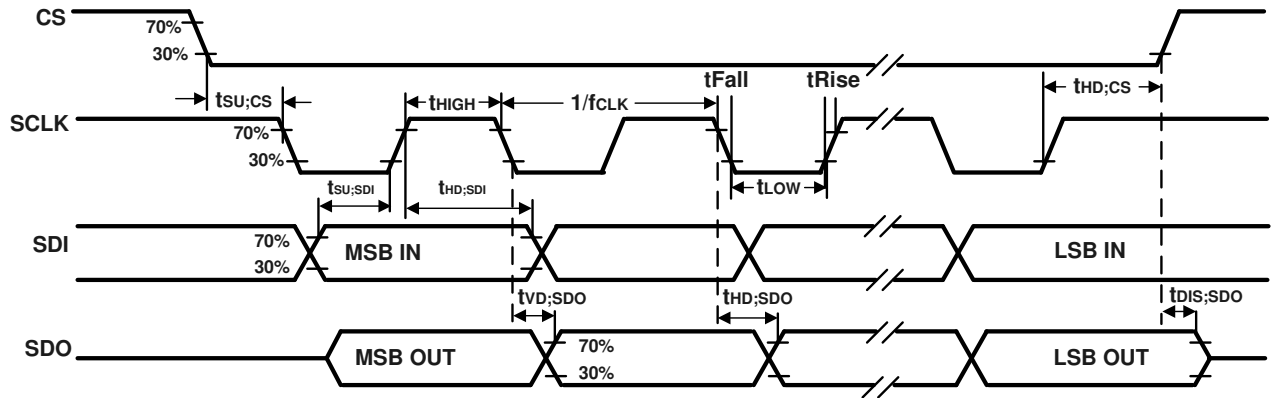 CS
70%
30%
tFall
tRise
tSU;CS
tHIGH
1/fCLK
tHD;CS
SCLK
70%
30%
tSU;SDI
tHD;SDI
tLOW
SDI
70%
30%
MSB IN
LSB IN
tVD;SDO
tHD;SDO
tDIS;SDO
SDO
MSB OUT
70%
30%
LSB OUT